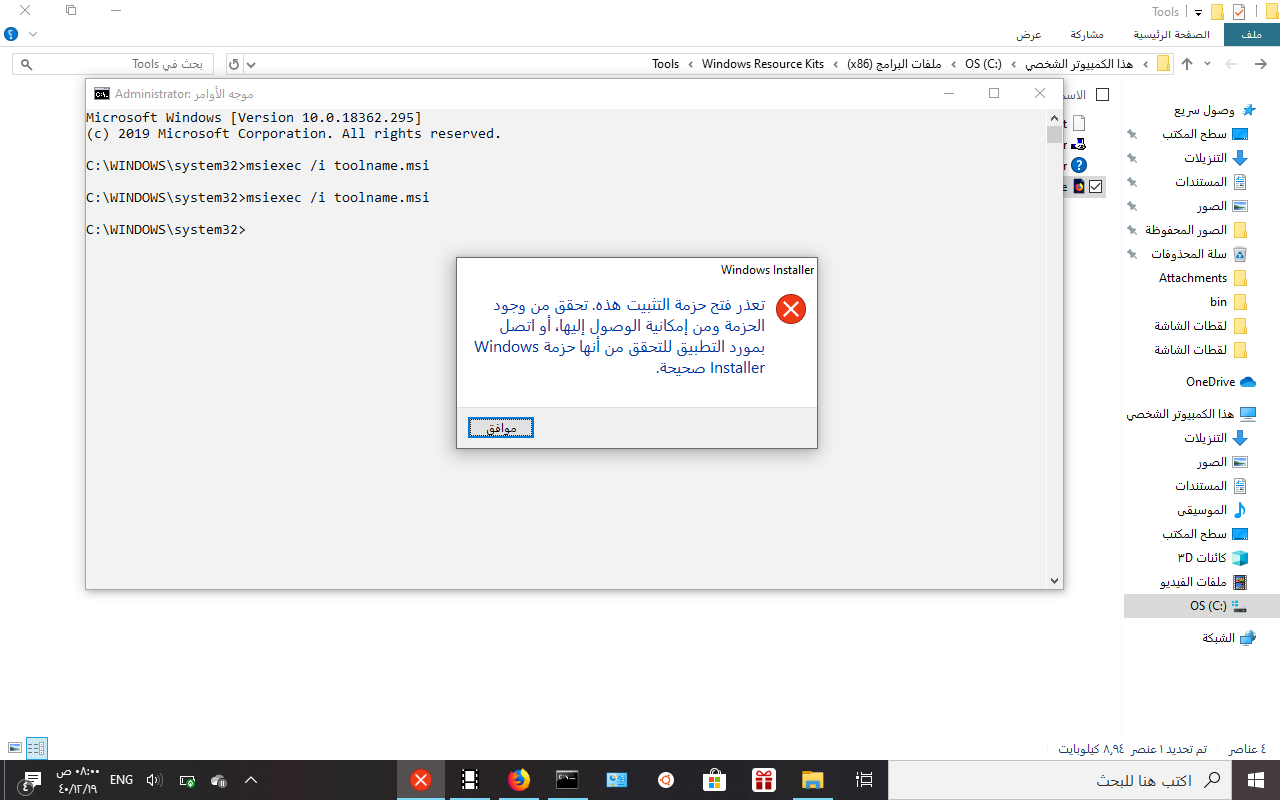 Tools
ملف
الصفحة الرئيسية
مشاركة
عرض
هذا الكمبيوتر الشخصي › OS (C:) › ملفات البرامج (x86) › Windows Resource Kits › Tools
بحث في Tools
Administrator: موجه الأوامر
Microsoft Windows [Version 10.0.18362.295]
(c) 2019 Microsoft Corporation. All rights reserved.
C:\WINDOWS\system32>msiexec /i toolname.msi
C:\WINDOWS\system32>msiexec /i toolname.msi
C:\WINDOWS\system32>
Windows Installer
تعذر فتح حزمة التثبيت هذه. تحقق من وجود
الحزمة ومن إمكانية الوصول إليها، أو اتصل
بمورد التطبيق للتحقق من أنها حزمة Windows
Installer صحيحة.
موافق
وصول سريع
سطح المكتب
التنزيلات
المستندات
الصور
الصور المحفوظة
سلة المحذوفات
Attachments
bin
لقطات الشاشة
لقطات الشاشة
OneDrive
هذا الكمبيوتر الشخصي
التنزيلات
الصور
المستندات
الموسيقى
سطح المكتب
كائنات ٣D
ملفات الفيديو
OS (C:)
الشبكة
٤ عناصر
تم تحديد ١ عنصر ٨,٩٤ كيلوبايت
اكتب هنا للبحث
ENG
٠٨:٠٠ ص
٤٠/١٢/١٩
٤